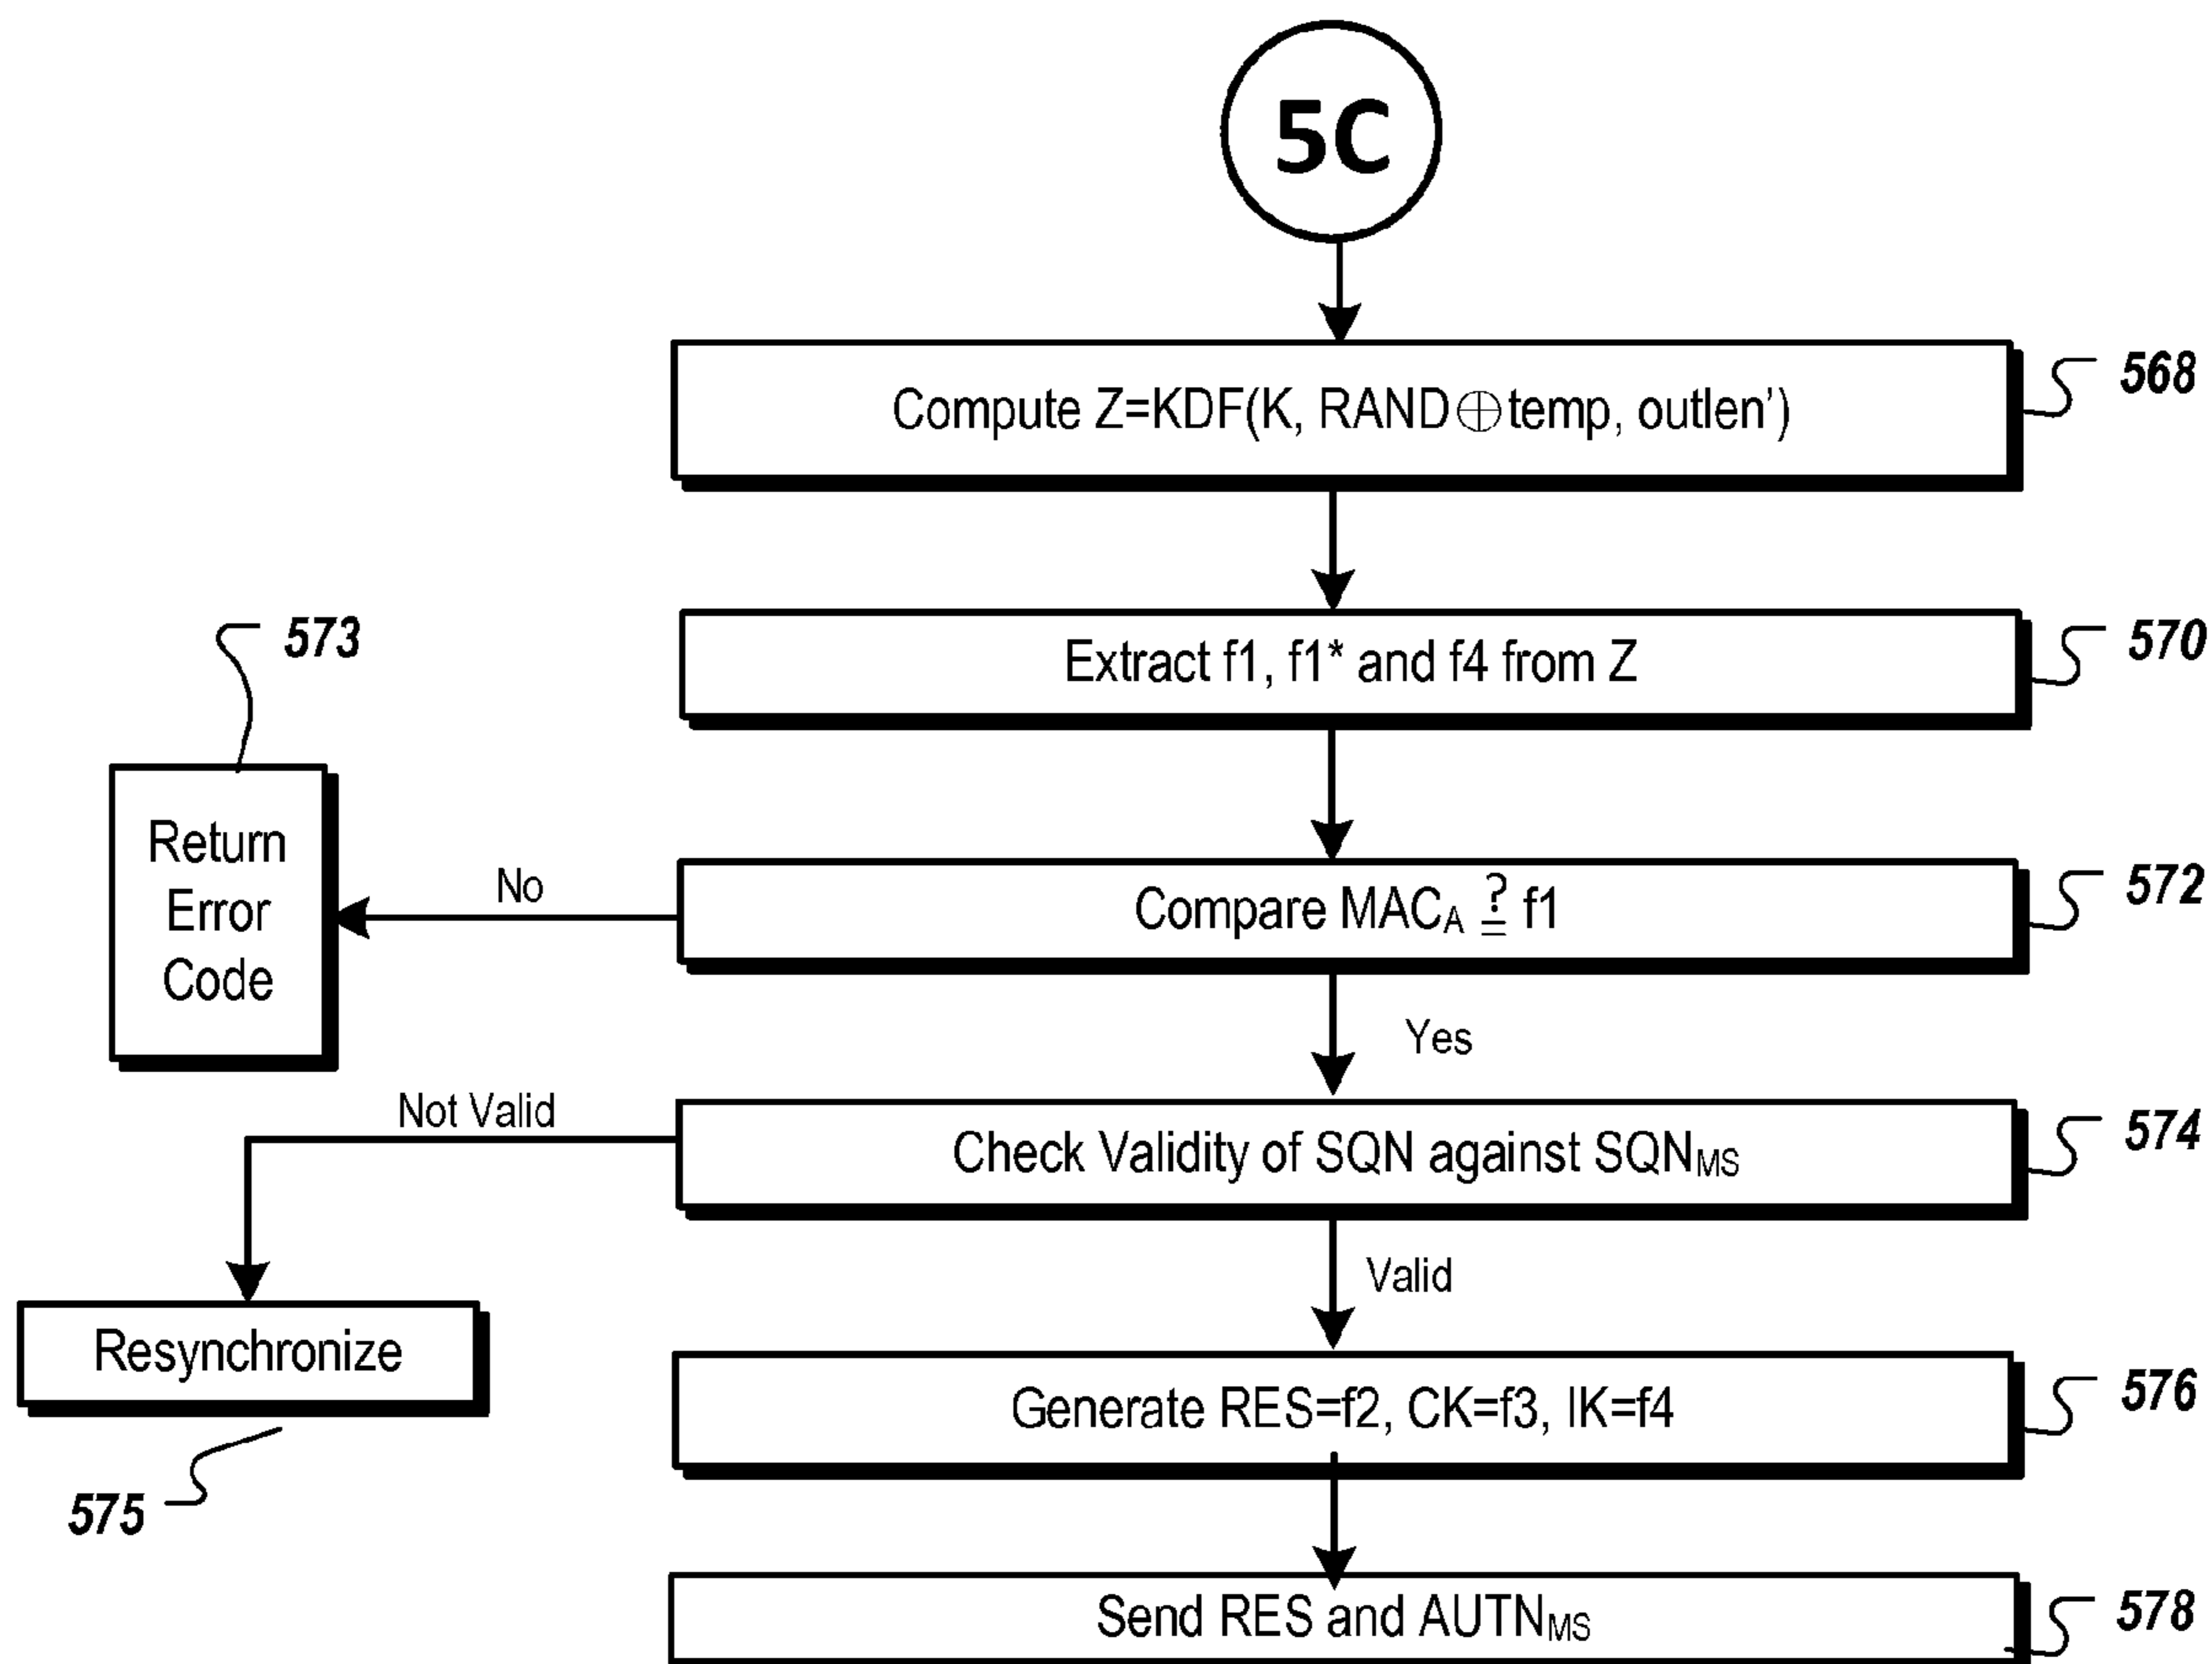 5C
Compute Z=KDF(K, RAND⊕temp, outlen')
568
Extract f1, f1* and f4 from Z
570
573
Return
Error
Code
No
Compare MACA ≟ f1
572
Yes
Not Valid
Check Validity of SQN against SQNMS
574
Valid
Resynchronize
575
Generate RES=f2, CK=f3, IK=f4
576
Send RES and AUTNMS
578